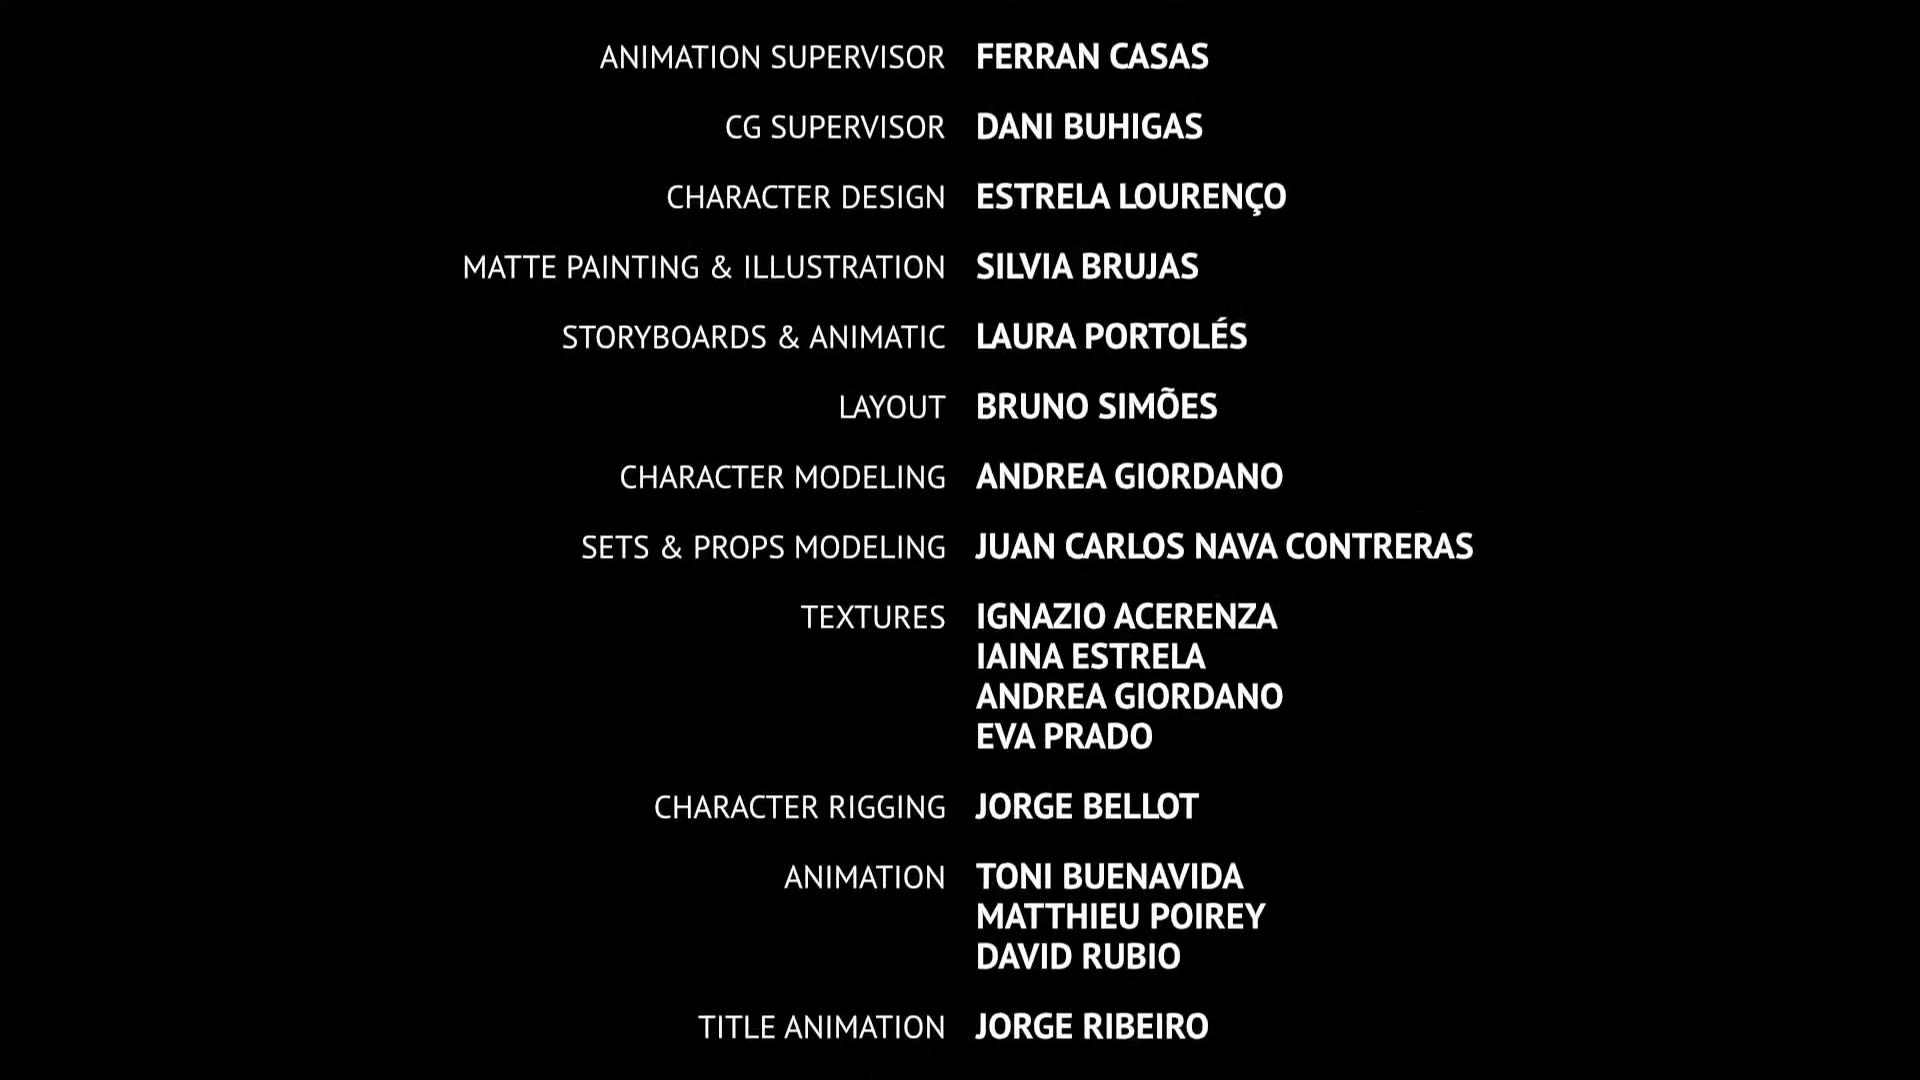 ANIMATION SUPERVISOR FERRAN CASAS
CG SUPERVISOR DANI BUHIGAS
CHARACTER DESIGN ESTRELA LOURENÇO
MATTE PAINTING & ILLUSTRATION SILVIA BRUJAS
STORYBOARDS & ANIMATIC LAURA PORTOLÉS
LAYOUT BRUNO SIMÕES
CHARACTER MODELING ANDREA GIORDANO
SETS & PROPS MODELING JUAN CARLOS NAVA CONTRERAS
TEXTURES IGNAZIO ACERENZA
IAINA ESTRELA
ANDREA GIORDANO
EVA PRADO
CHARACTER RIGGING JORGE BELLOT
ANIMATION TONI BUENAVIDA
MATTHIEU POIREY
DAVID RUBIO
TITLE ANIMATION JORGE RIBEIRO